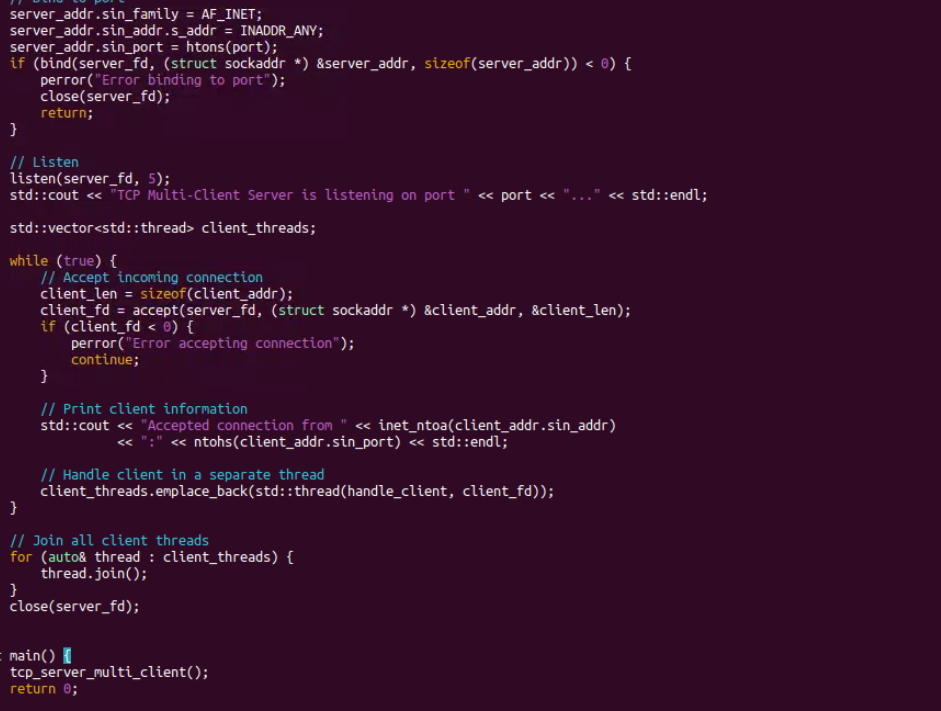 // Bind to port
server_addr.sin_family = AF_INET;
server_addr.sin_addr.s_addr = INADDR_ANY;
server_addr.sin_port = htons(port);
if (bind(server_fd, (struct sockaddr *) &server_addr, sizeof(server_addr)) < 0) {
    perror("Error binding to port");
    close(server_fd);
    return;
}

// Listen
listen(server_fd, 5);
std::cout << "TCP Multi-Client Server is listening on port " << port << "..." << std::endl;

std::vector<std::thread> client_threads;

while (true) {
    // Accept incoming connection
    client_len = sizeof(client_addr);
    client_fd = accept(server_fd, (struct sockaddr *) &client_addr, &client_len);
    if (client_fd < 0) {
        perror("Error accepting connection");
        continue;
    }

    // Print client information
    std::cout << "Accepted connection from " << inet_ntoa(client_addr.sin_addr)
              << ":" << ntohs(client_addr.sin_port) << std::endl;

    // Handle client in a separate thread
    client_threads.emplace_back(std::thread(handle_client, client_fd));
}

// Join all client threads
for (auto& thread : client_threads) {
    thread.join();
}
close(server_fd);

t main() {
tcp_server_multi_client();
return 0;